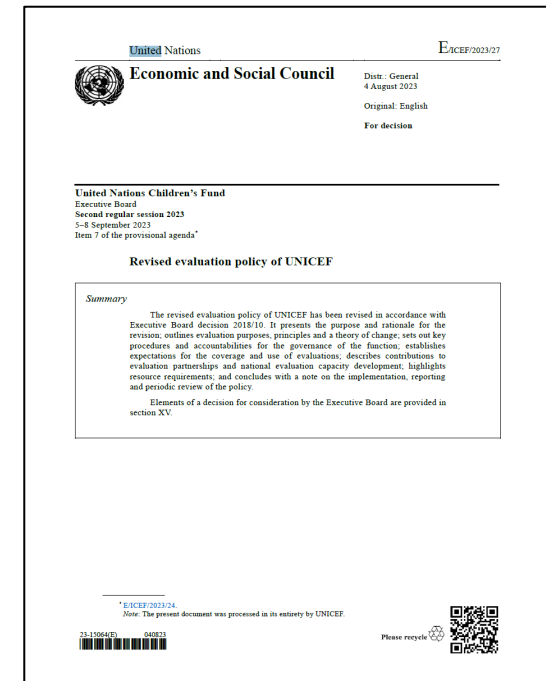 United Nations
E/ICEF/2023/27
Economic and Social Council
Distr.: General
4 August 2023
Original: English
For decision
United Nations Children's Fund
Executive Board
Second regular session 2023
5–8 September 2023
Item 7 of the provisional agenda*
Revised evaluation policy of UNICEF
Summary
The revised evaluation policy of UNICEF has been revised in accordance with
Executive Board decision 2018/10. It presents the purpose and rationale for the
revision; outlines evaluation purposes, principles and a theory of change; sets out key
procedures and accountabilities for the governance of the function; establishes
expectations for the coverage and use of evaluations; describes contributions to
evaluation partnerships and national evaluation capacity development; highlights
resource requirements; and concludes with a note on the implementation, reporting
and periodic review of the policy.
Elements of a decision for consideration by the Executive Board are provided in
section XV.
* E/ICEF/2023/24.
Note: The present document was processed in its entirety by UNICEF.
23-15064(E) 040823
Please recycle